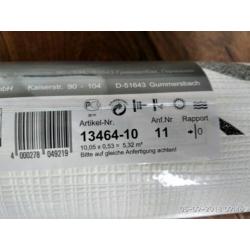 mbH
Kaiserstr. 90 - 104
D-51643 Gummersbach
Artikel-Nr.
Anf.Nr
Rapport
13464-10
11
0
10,05 x 0,53 = 5,32 m²
Bitte auf gleiche Anfertigung achten!
4 000278 049219